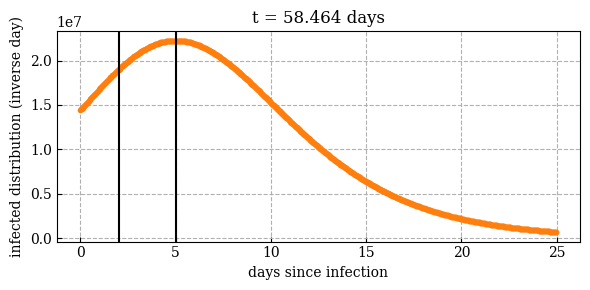 t = 58.464 days
1e7
infected distribution (inverse day)
2.0
1.5
1.0
0.5
0.0
0 5 10 15 20 25
days since infection